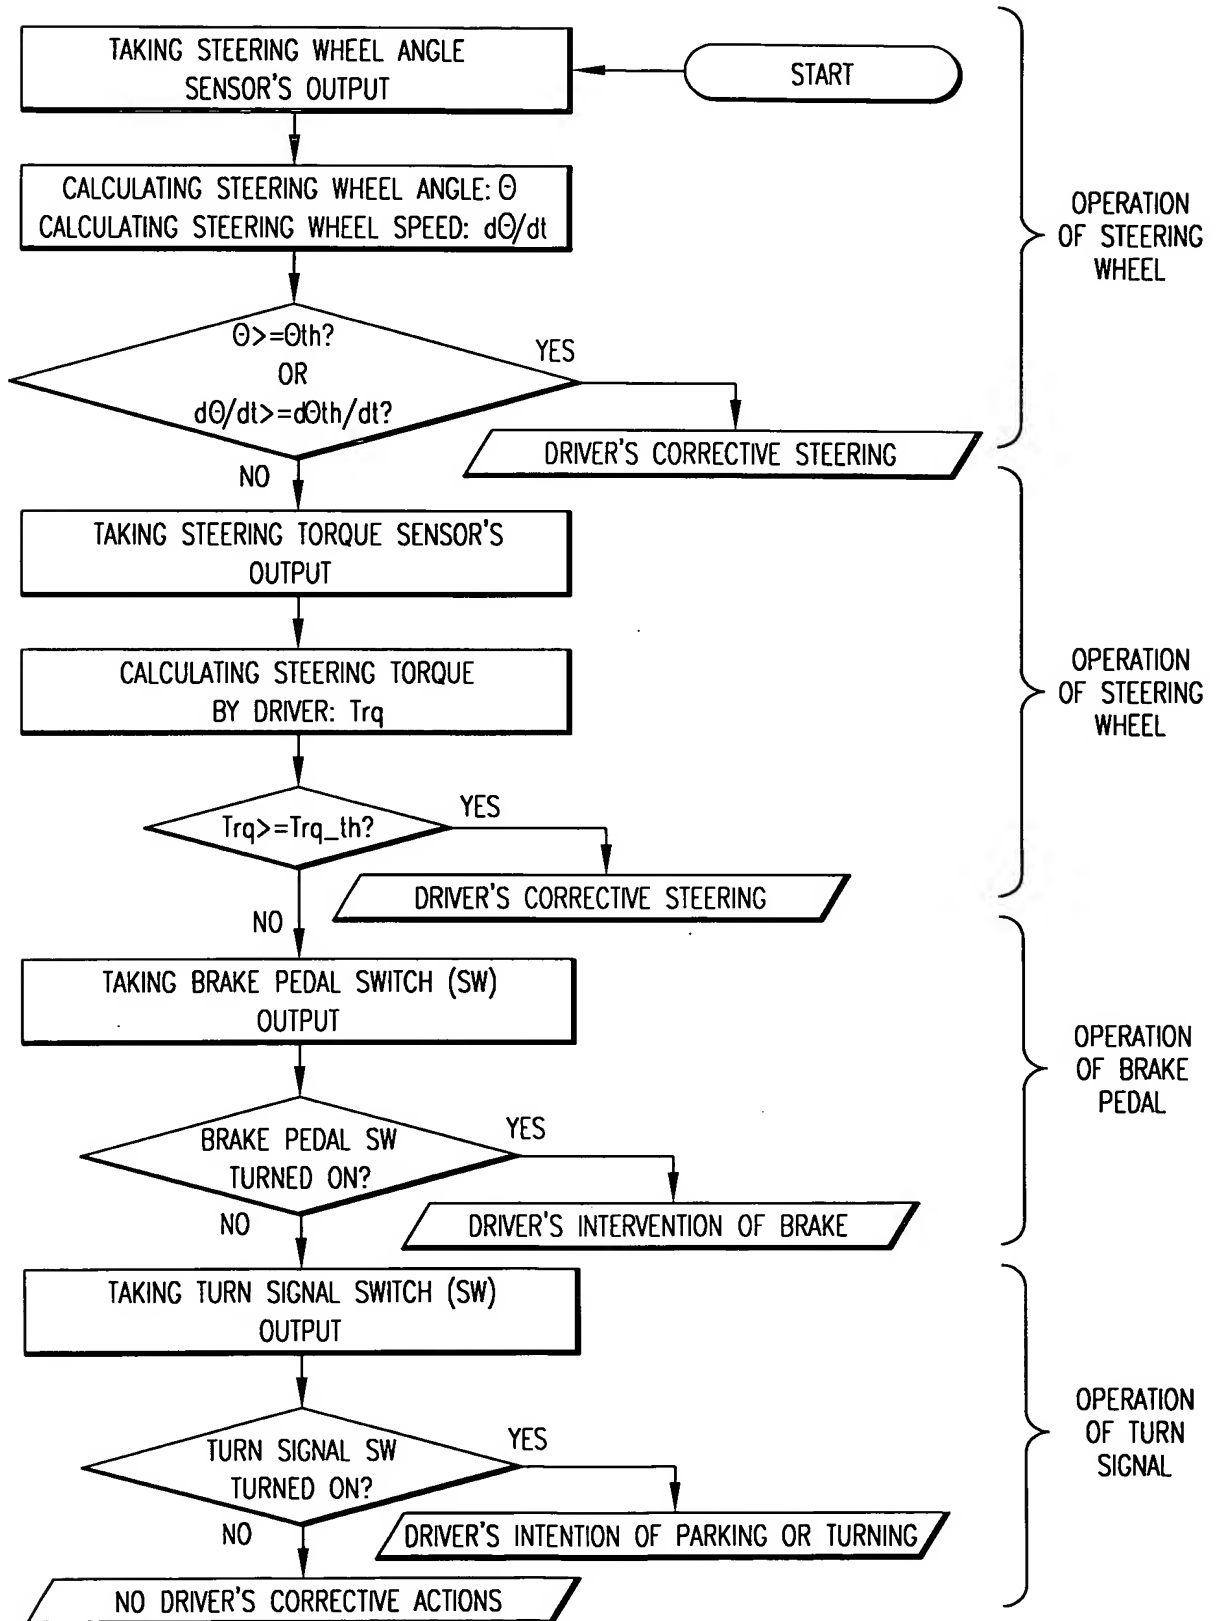 TAKING STEERING WHEEL ANGLE
SENSOR'S OUTPUT
START
CALCULATING STEERING WHEEL ANGLE: Θ
CALCULATING STEERING WHEEL SPEED: dΘ/dt
OPERATION
OF STEERING
WHEEL
Θ>=Θth?
OR
dΘ/dt>=dΘth/dt?
YES
DRIVER'S CORRECTIVE STEERING
NO
TAKING STEERING TORQUE SENSOR'S
OUTPUT
CALCULATING STEERING TORQUE
BY DRIVER: Trq
OPERATION
OF STEERING
WHEEL
Trq>=Trq_th?
YES
DRIVER'S CORRECTIVE STEERING
NO
TAKING BRAKE PEDAL SWITCH (SW)
OUTPUT
OPERATION
OF BRAKE
PEDAL
BRAKE PEDAL SW
TURNED ON?
YES
DRIVER'S INTERVENTION OF BRAKE
NO
TAKING TURN SIGNAL SWITCH (SW)
OUTPUT
OPERATION
OF TURN
SIGNAL
TURN SIGNAL SW
TURNED ON?
YES
DRIVER'S INTENTION OF PARKING OR TURNING
NO
NO DRIVER'S CORRECTIVE ACTIONS